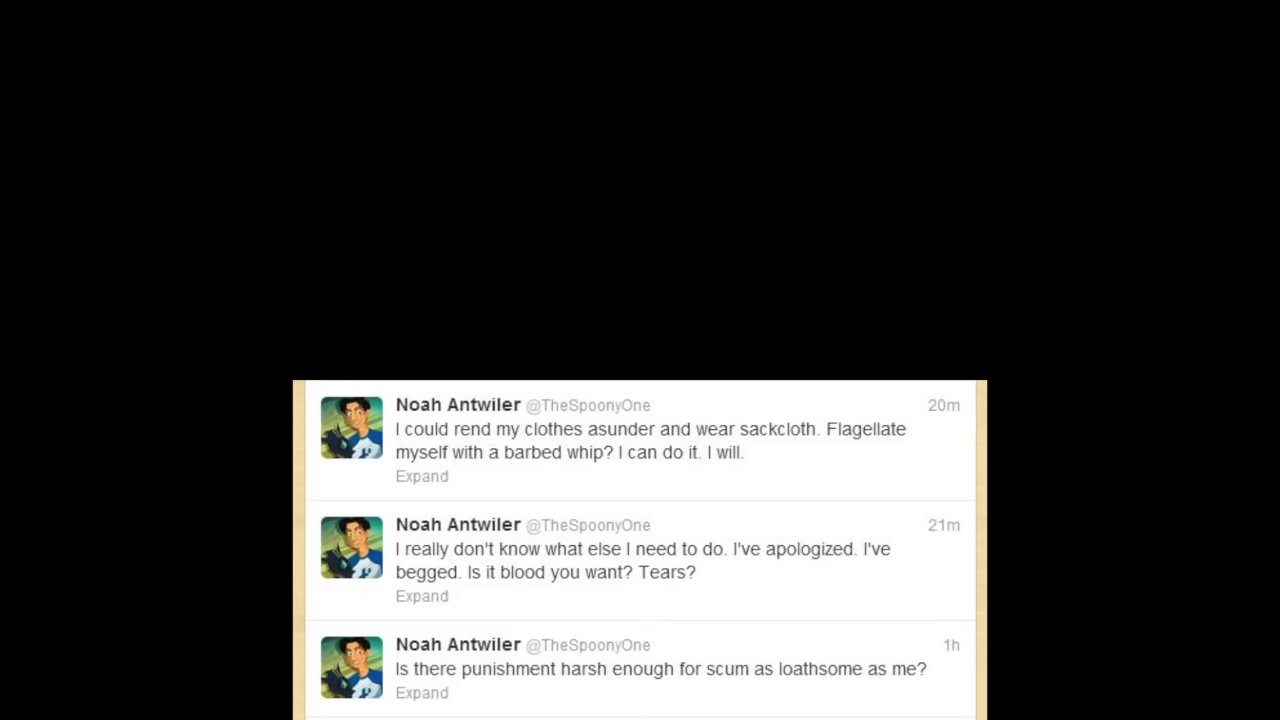 Noah Antwiler @TheSpoonyOne 20m
I could rend my clothes asunder and wear sackcloth. Flagellate
myself with a barbed whip? I can do it. I will.
Expand
Noah Antwiler @TheSpoonyOne 21m
I really don't know what else I need to do. I've apologized. I've
begged. Is it blood you want? Tears?
Expand
Noah Antwiler @TheSpoonyOne 1h
Is there punishment harsh enough for scum as loathsome as me?
Expand